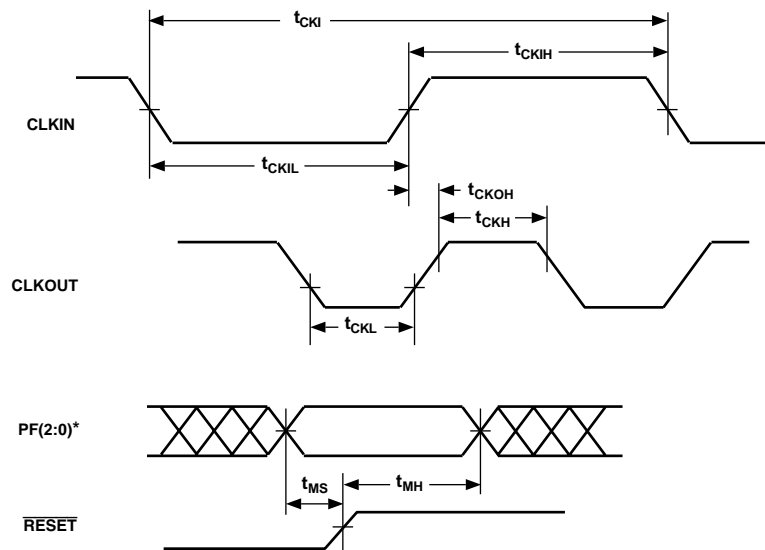 tCKI
tCKIH
CLKIN
tCKIL
tCKOH
tCKH
CLKOUT
tCKL
PF(2:0)*
tMS
tMH
RESET